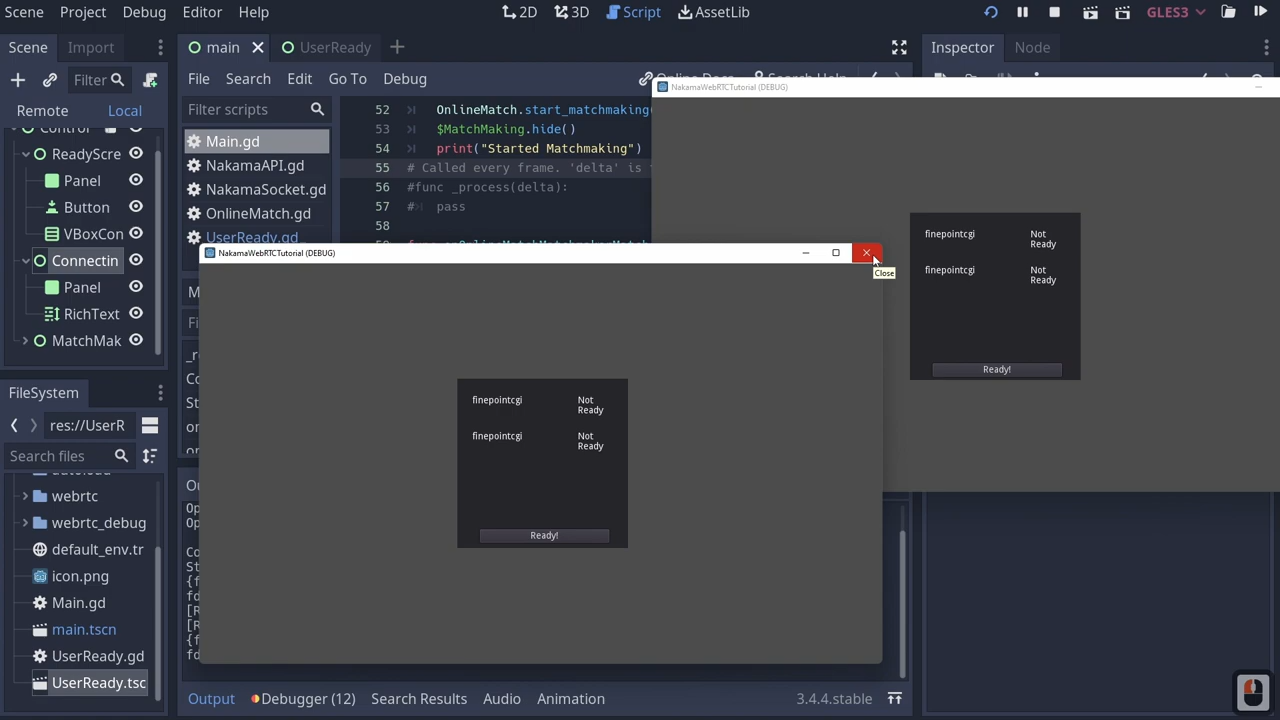 Scene Project Debug Editor Help 2D 3D Script AssetLib GLES3
Scene Import main UserReady Inspector Node
Filter File Search Edit Go To Debug Online Docs Search Help
NakamaWebRTCTutorial (DEBUG)
Remote Local Filter scripts 52 OnlineMatch.start_matchmaking(
53 $MatchMaking.hide()
Main.gd 54 print("Started Matchmaking")
ReadyScre NakamaAPI.gd 55 # Called every frame. 'delta' is
Panel NakamaSocket.gd 56 #func _process(delta):
Button OnlineMatch.gd 57 # pass
VBoxCon UserReady.gd 58
finepointcgi Not Ready
finepointcgi Not Ready
Ready!
Connectin
Panel
RichText
MatchMak
NakamaWebRTCTutorial (DEBUG)
Close
finepointcgi Not Ready
finepointcgi Not Ready
Ready!
FileSystem
res://UserR
Search files
webrtc
webrtc_debug
default_env.tr
icon.png
Main.gd
main.tscn
UserReady.gd
UserReady.tsc
Output Debugger (12) Search Results Audio Animation 3.4.4.stable